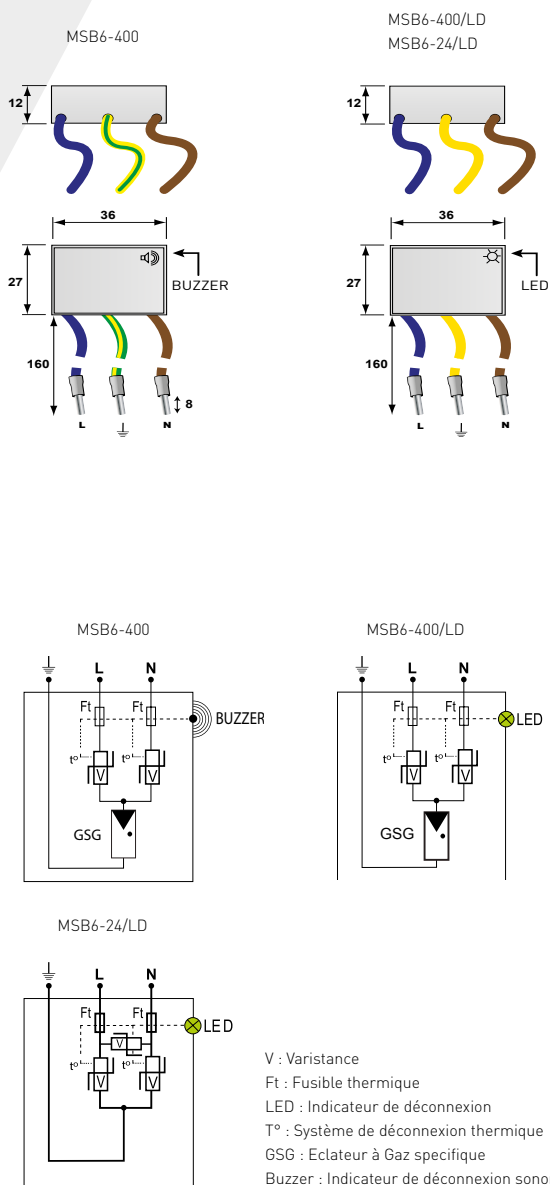 MSB6-400
MSB6-400/LD
MSB6-24/LD
12
12
36
36
27
BUZZER
27
LED
160
8
160
L
N
L
N
MSB6-400
MSB6-400/LD
L
N
L
N
Ft
Ft
BUZZER
Ft
Ft
LED
t°
t°
t°
t°
V
V
V
V
GSG
GSG
MSB6-24/LD
L
N
Ft
Ft
LED
V
t°
t°
V
V
V : Varistance
Ft : Fusible thermique
LED : Indicateur de déconnexion
T° : Système de déconnexion thermique
GSG : Eclateur à Gaz specifique
Buzzer : Indicateur de déconnexion sono